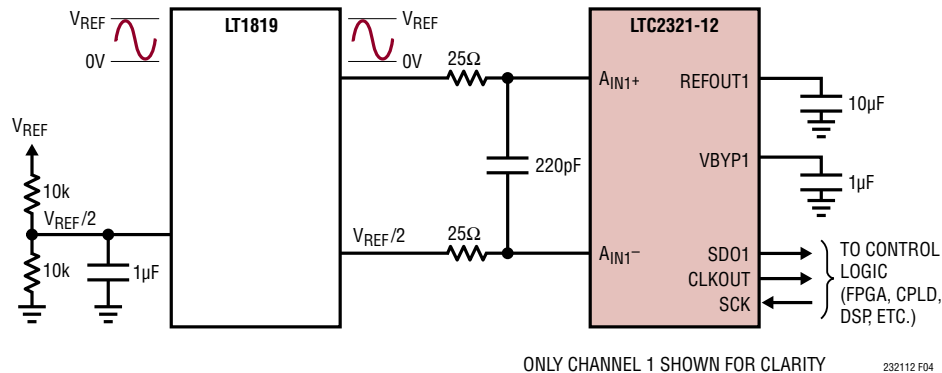 VREF
0V
LT1819
VREF
0V
25Ω
LTC2321-12
AIN1+
REFOUT1
10µF
VREF
10k
VREF/2
10k
1µF
220pF
VBYP1
1µF
VREF/2
25Ω
AIN1–
SDO1
CLKOUT
SCK
TO CONTROL
LOGIC
(FPGA, CPLD,
DSP, ETC.)
ONLY CHANNEL 1 SHOWN FOR CLARITY
232112 F04